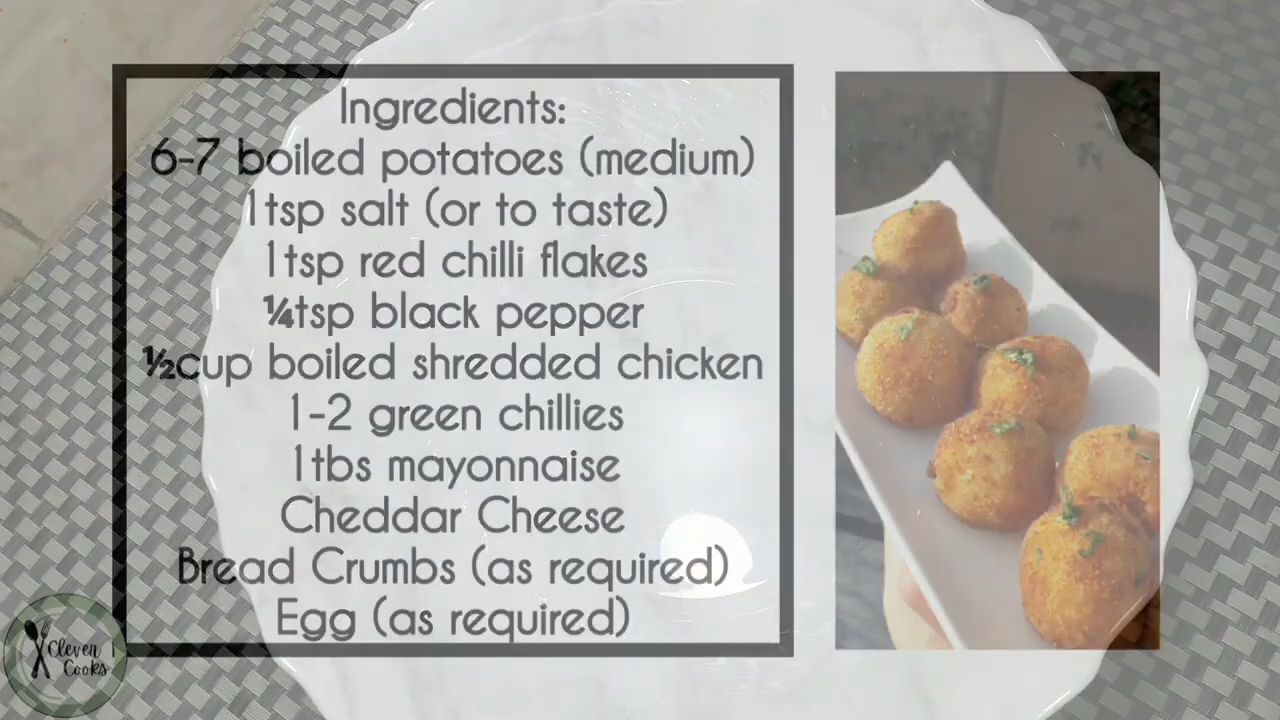 Ingredients:
6-7 boiled potatoes (medium)
1tsp salt (or to taste)
1tsp red chilli flakes
¼tsp black pepper
½cup boiled shredded chicken
1-2 green chillies
1tbs mayonnaise
Cheddar Cheese
Bread Crumbs (as required)
Egg (as required)
Clever
Cooks